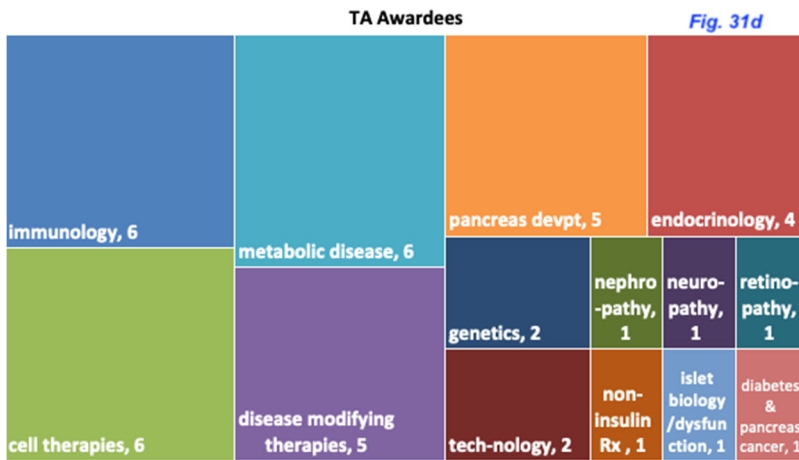 TA Awardees
Fig. 31d
immunology, 6
metabolic disease, 6
pancreas devpt, 5
endocrinology, 4
cell therapies, 6
disease modifying
therapies, 5
genetics, 2
nephro
-pathy,
1
neuro-
pathy,
1
retino-
pathy,
1
tech-nology, 2
non-
insulin
Rx , 1
islet
biology
/dysfun
ction, 1
diabetes
&
pancreas
cancer, 1